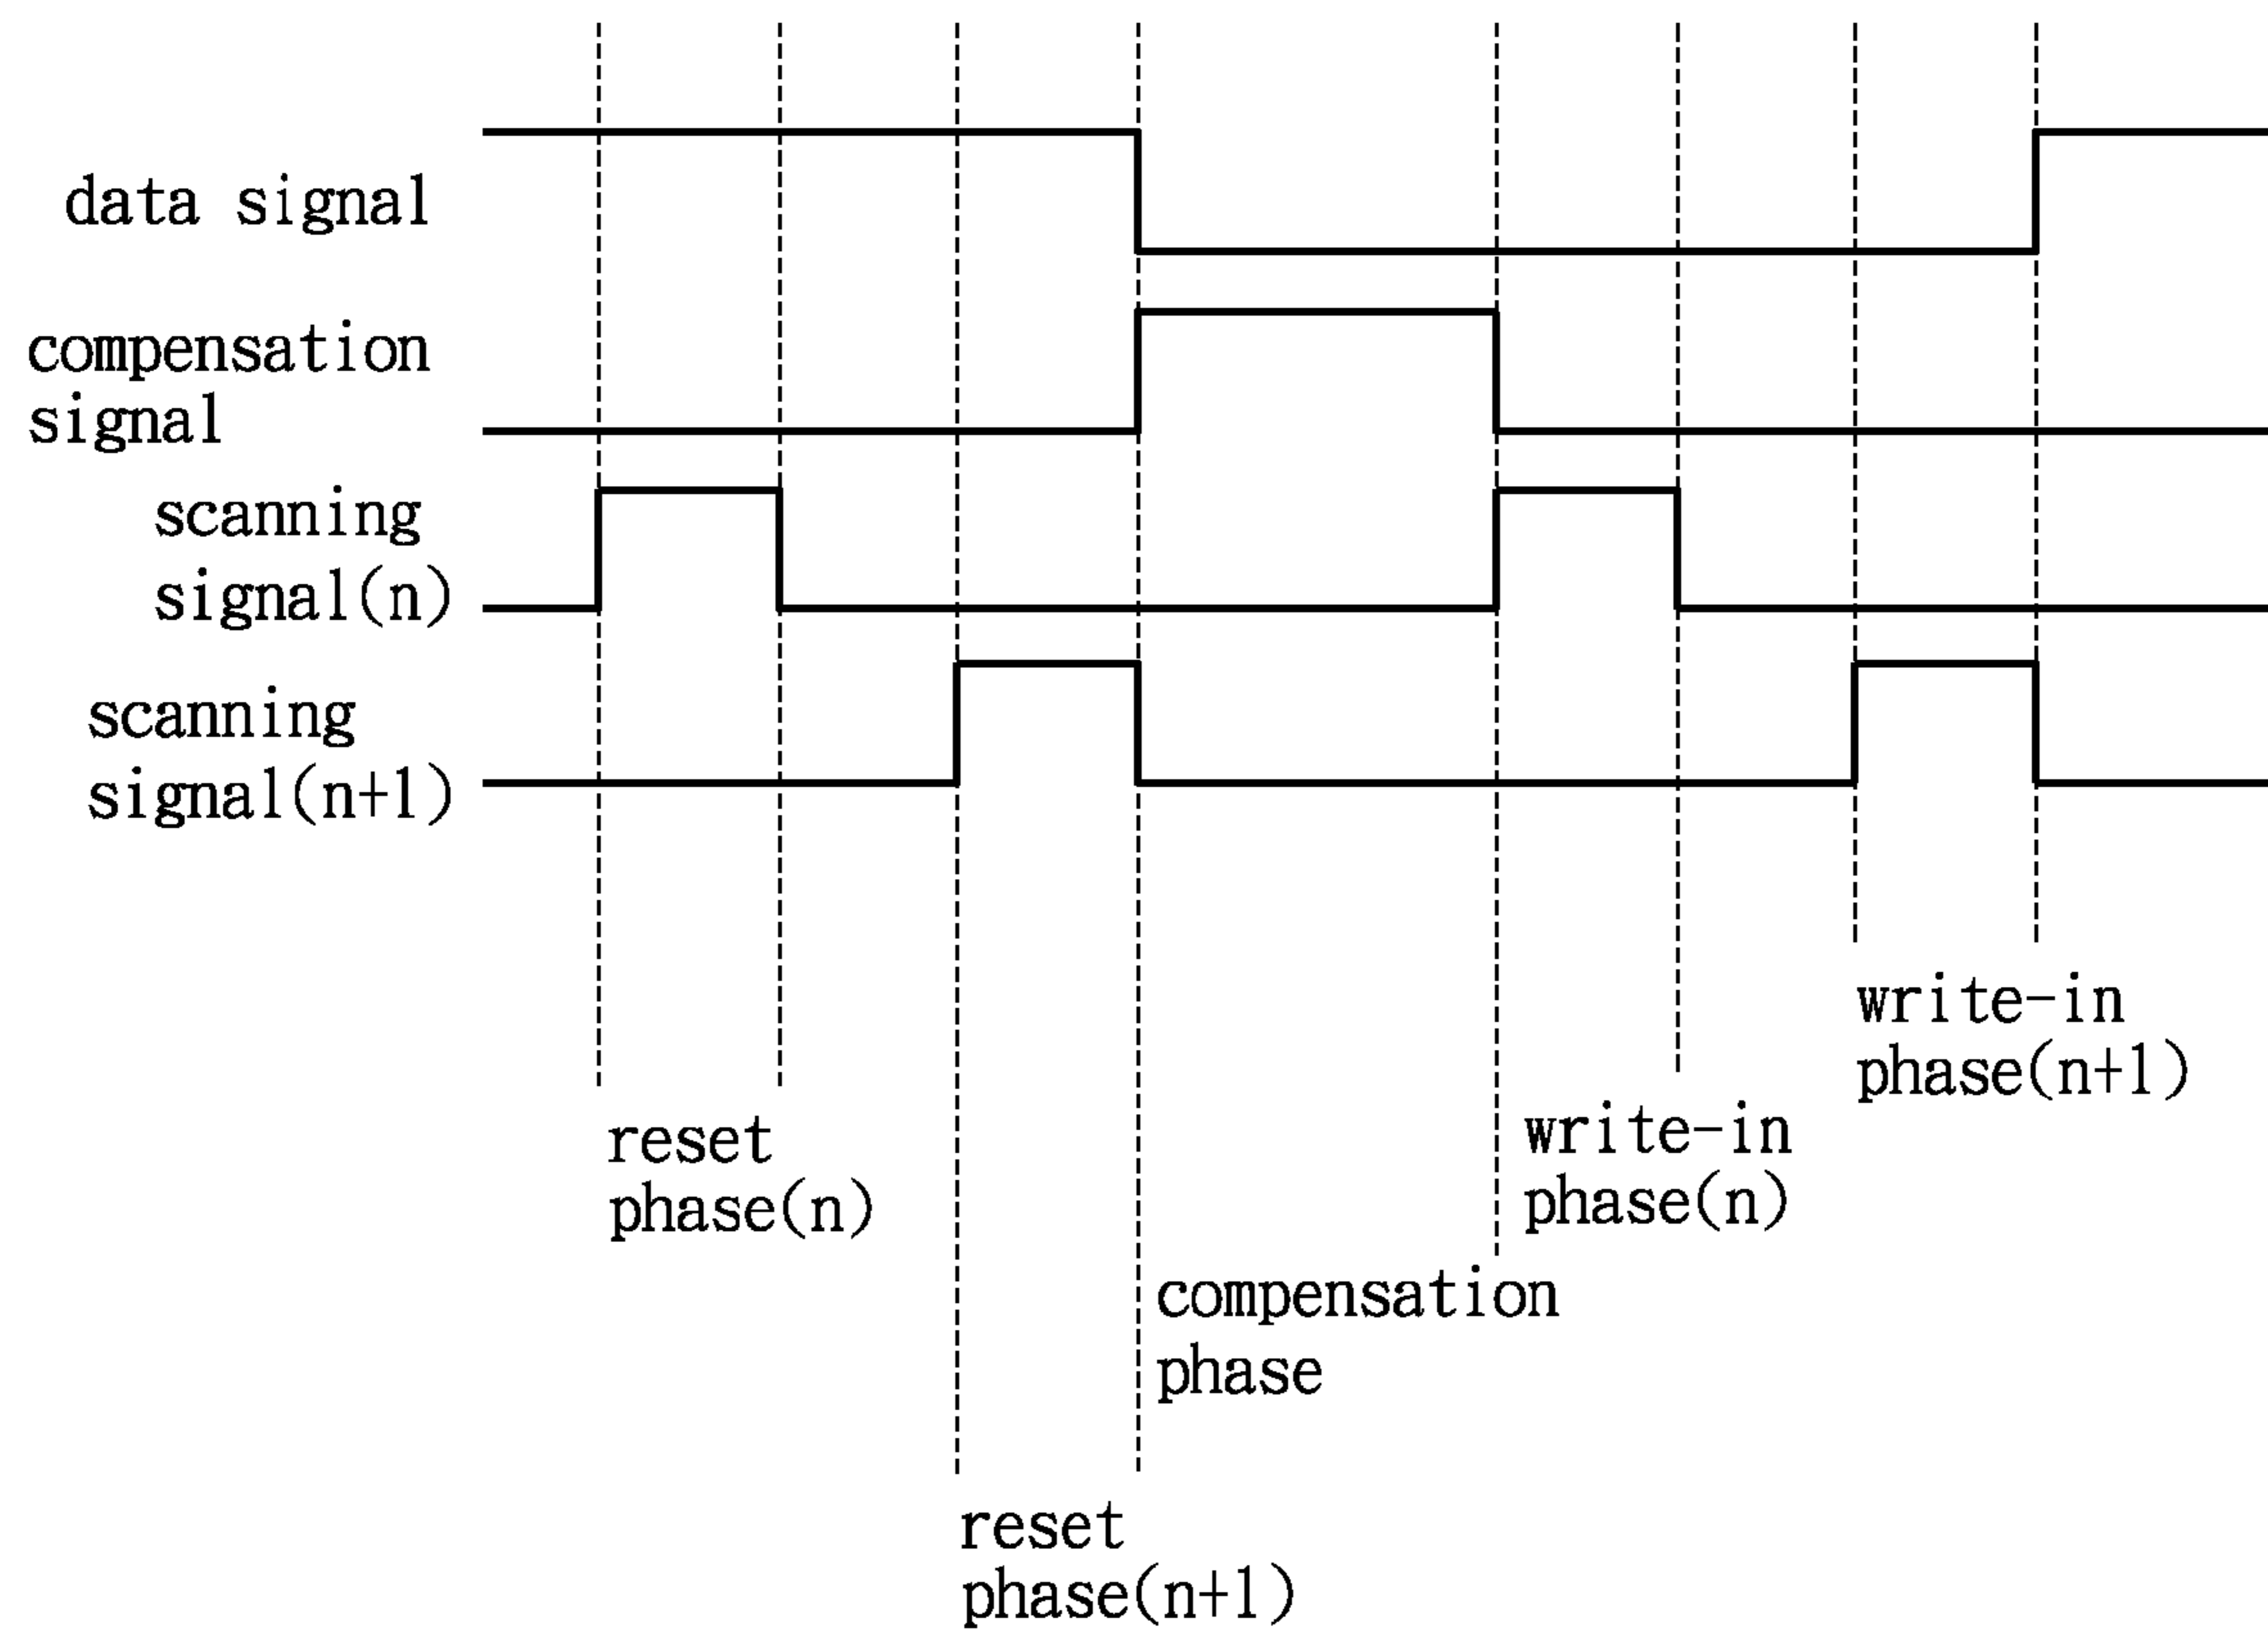 data signal
compensation
signal
scanning
signal(n)
scanning
signal(n+1)
write-in
phase(n+1)
reset
phase(n)
write-in
phase(n)
compensation
phase
reset
phase(n+1)